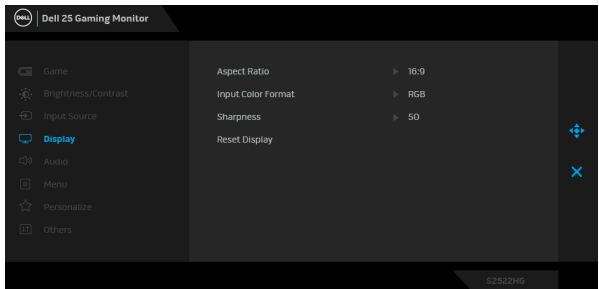 DELL
Dell 25 Gaming Monitor
Game
Brightness/Contrast
Input Source
Display
Audio
Menu
Personalize
Others
Aspect Ratio 16:9
Input Color Format RGB
Sharpness 50
Reset Display
S2522HG